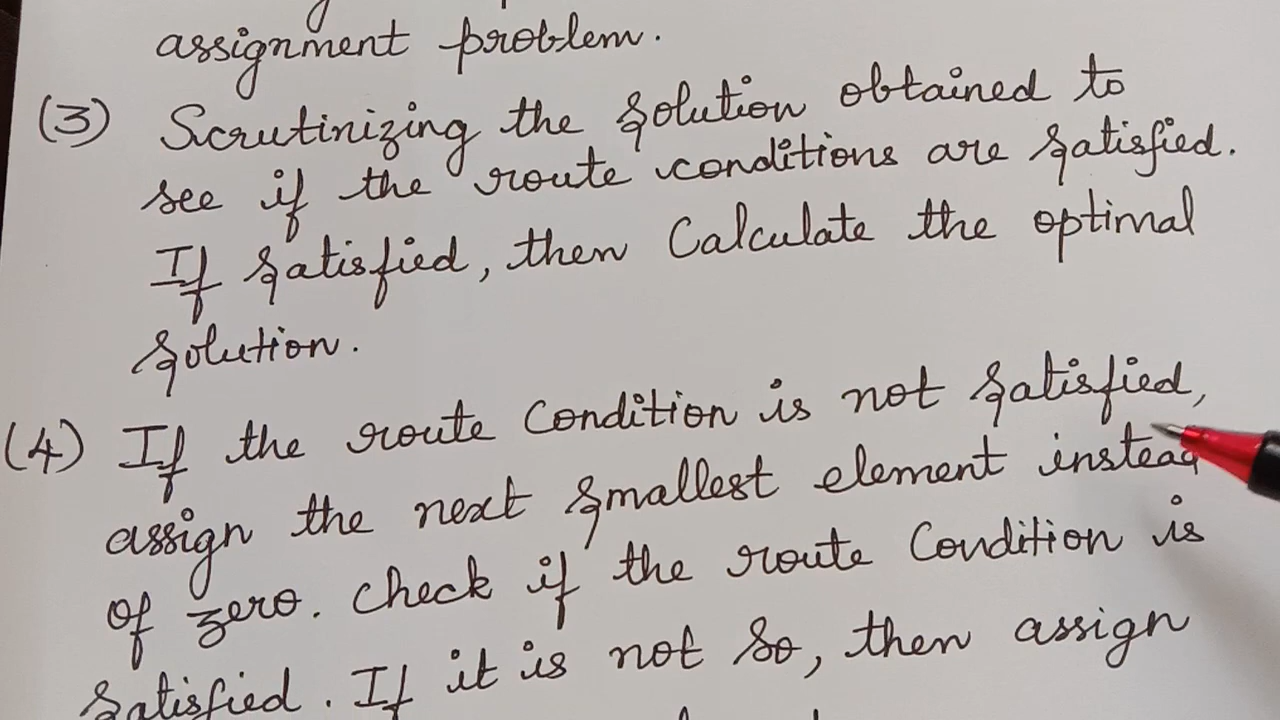 assignment problem.
(3) Scrutinizing the solution obtained to
see if the route conditions are satisfied.
If satisfied, then Calculate the optimal
solution.
(4) If the route Condition is not satisfied,
assign the next smallest element instead
of zero. Check if the route Condition is
satisfied. If it is not so, then assign